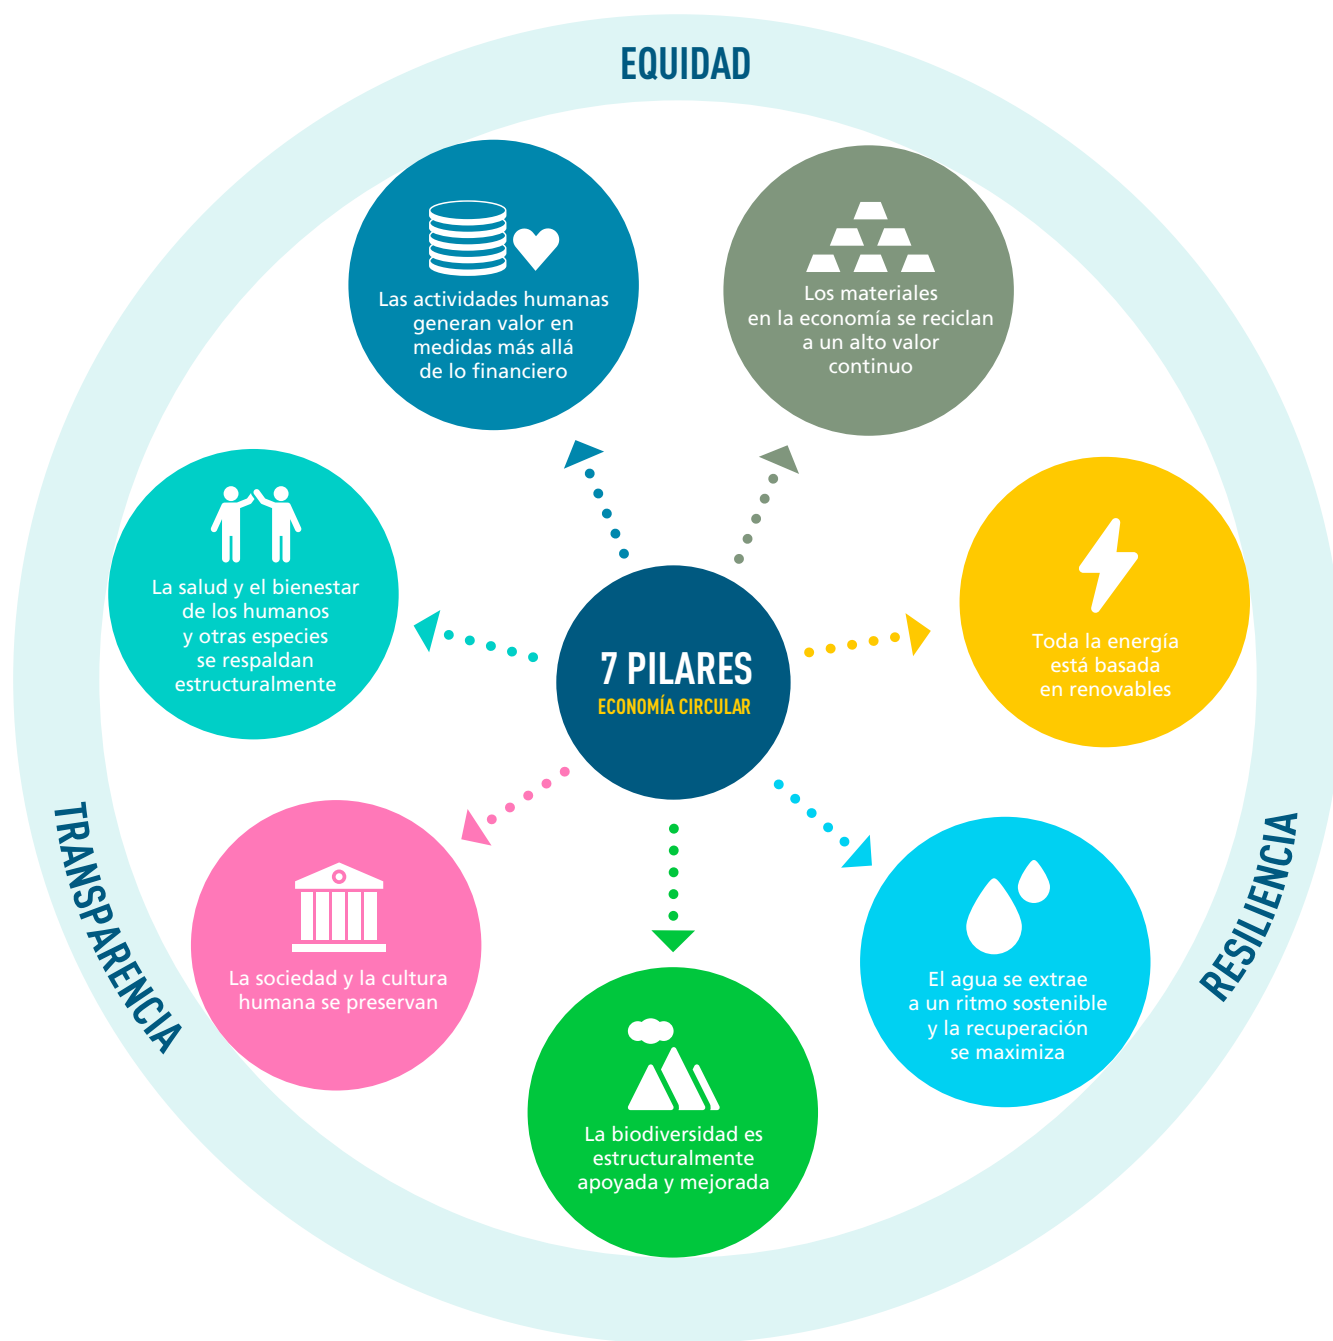 EQUIDAD
Las actividades humanas
generan valor en
medidas más allá
de lo financiero
Los materiales
en la economía se reciclan
a un alto valor
continuo
La salud y el bienestar
de los humanos
y otras especies
se respaldan
estructuralmente
7 PILARES
ECONOMÍA CIRCULAR
Toda la energía
está basada
en renovables
TRANSPARENCIA
La sociedad y la cultura
humana se preservan
El agua se extrae
a un ritmo sostenible
y la recuperación
se maximiza
RESILIENCIA
La biodiversidad es
estructuralmente
apoyada y mejorada